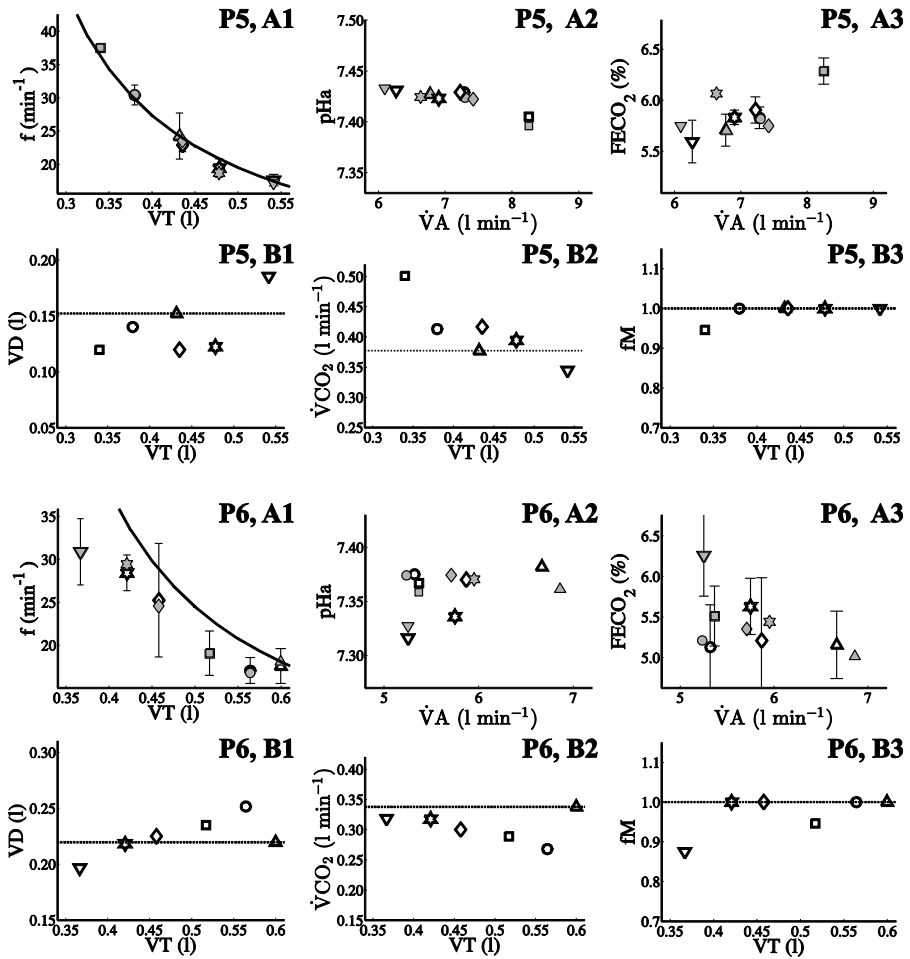 P5, A1
P5, A2
P5, A3
40
30
20
f (min⁻¹)
0.3 0.35 0.4 0.45 0.5 0.55
VT (l)
7.50
7.45
7.40
7.35
pHa
6 7 8 9
V̇A (l min⁻¹)
6.5
6.0
5.5
FECO₂ (%)
6 7 8 9
V̇A (l min⁻¹)
P5, B1
P5, B2
P5, B3
0.20
0.15
0.10
0.05
VD (l)
0.3 0.35 0.4 0.45 0.5 0.55
VT (l)
0.50
0.40
0.35
0.30
0.25
V̇CO₂ (l min⁻¹)
0.3 0.35 0.4 0.45 0.5 0.55
VT (l)
1.1
1.0
0.9
0.8
0.7
fM
0.3 0.35 0.4 0.45 0.5 0.55
VT (l)
P6, A1
P6, A2
P6, A3
35
30
20
f (min⁻¹)
0.35 0.4 0.45 0.5 0.55 0.6
VT (l)
7.40
7.35
7.30
pHa
5 6 7
V̇A (l min⁻¹)
6.5
6.0
5.5
5.0
FECO₂ (%)
5 6 7
V̇A (l min⁻¹)
P6, B1
P6, B2
P6, B3
0.30
0.25
0.20
0.15
VD (l)
0.35 0.4 0.45 0.5 0.55 0.6
VT (l)
0.40
0.35
0.30
0.25
0.20
0.15
V̇CO₂ (l min⁻¹)
0.35 0.4 0.45 0.5 0.55 0.6
VT (l)
1.1
1.0
0.9
0.8
0.7
fM
0.35 0.4 0.45 0.5 0.55 0.6
VT (l)